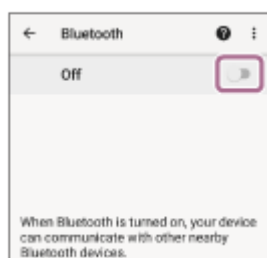 Bluetooth
Off
When Bluetooth is turned on, your device
can communicate with other nearby
Bluetooth devices.